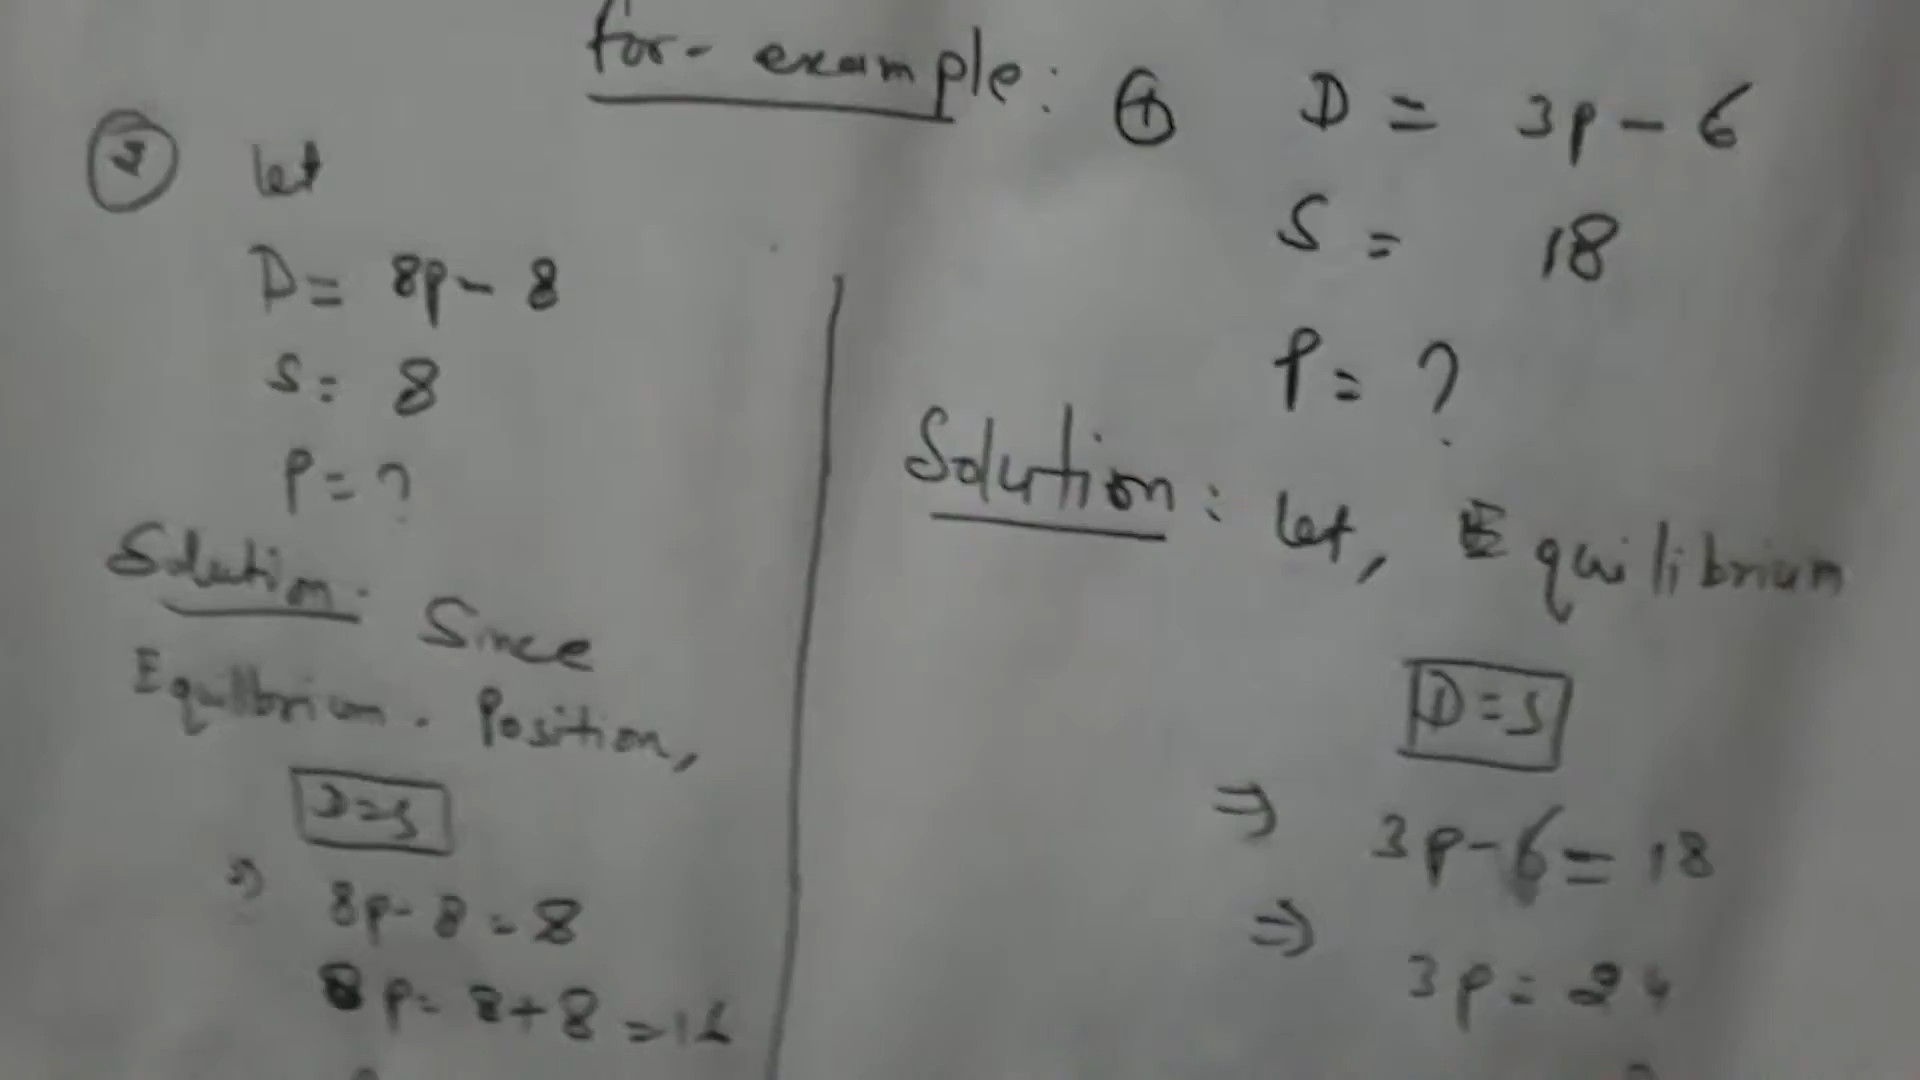 for- example: ① D = 3p - 6
S = 18
P = ?
Solution: let, Equilibrium
D = S
⇒ 3p - 6 = 18
⇒ 3p = 24
② let
D = 8p - 8
S = 8
P = ?
Solution. Since
Equilbrium. Position,
D = S
⇒ 8p - 8 = 8
8p = 8 + 8 = 16